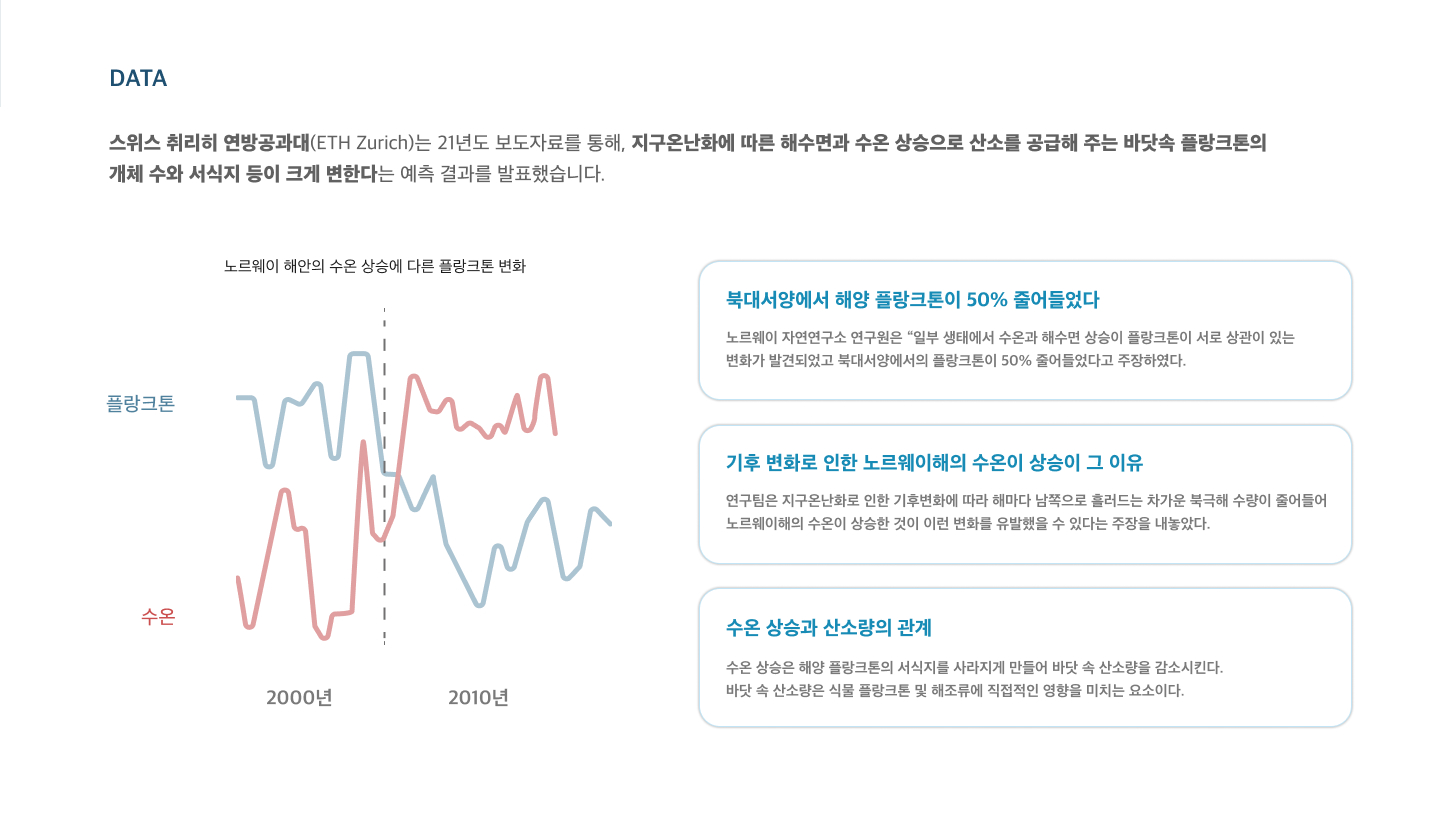 DATA
스위스 취리히 연방공과대(ETH Zurich)는 21년도 보도자료를 통해, 지구온난화에 따른 해수면과 수온 상승으로 산소를 공급해 주는 바닷속 플랑크톤의
개체 수와 서식지 등이 크게 변한다는 예측 결과를 발표했습니다.
노르웨이 해안의 수온 상승에 다른 플랑크톤 변화
플랑크톤
수온
2000년
2010년
북대서양에서 해양 플랑크톤이 50% 줄어들었다
노르웨이 자연연구소 연구원은 “일부 생태에서 수온과 해수면 상승이 플랑크톤이 서로 상관이 있는
변화가 발견되었고 북대서양에서의 플랑크톤이 50% 줄어들었다고 주장하였다.
기후 변화로 인한 노르웨이해의 수온이 상승이 그 이유
연구팀은 지구온난화로 인한 기후변화에 따라 해마다 남쪽으로 흘러드는 차가운 북극해 수량이 줄어들어
노르웨이해의 수온이 상승한 것이 이런 변화를 유발했을 수 있다는 주장을 내놓았다.
수온 상승과 산소량의 관계
수온 상승은 해양 플랑크톤의 서식지를 사라지게 만들어 바닷 속 산소량을 감소시킨다.
바닷 속 산소량은 식물 플랑크톤 및 해조류에 직접적인 영향을 미치는 요소이다.